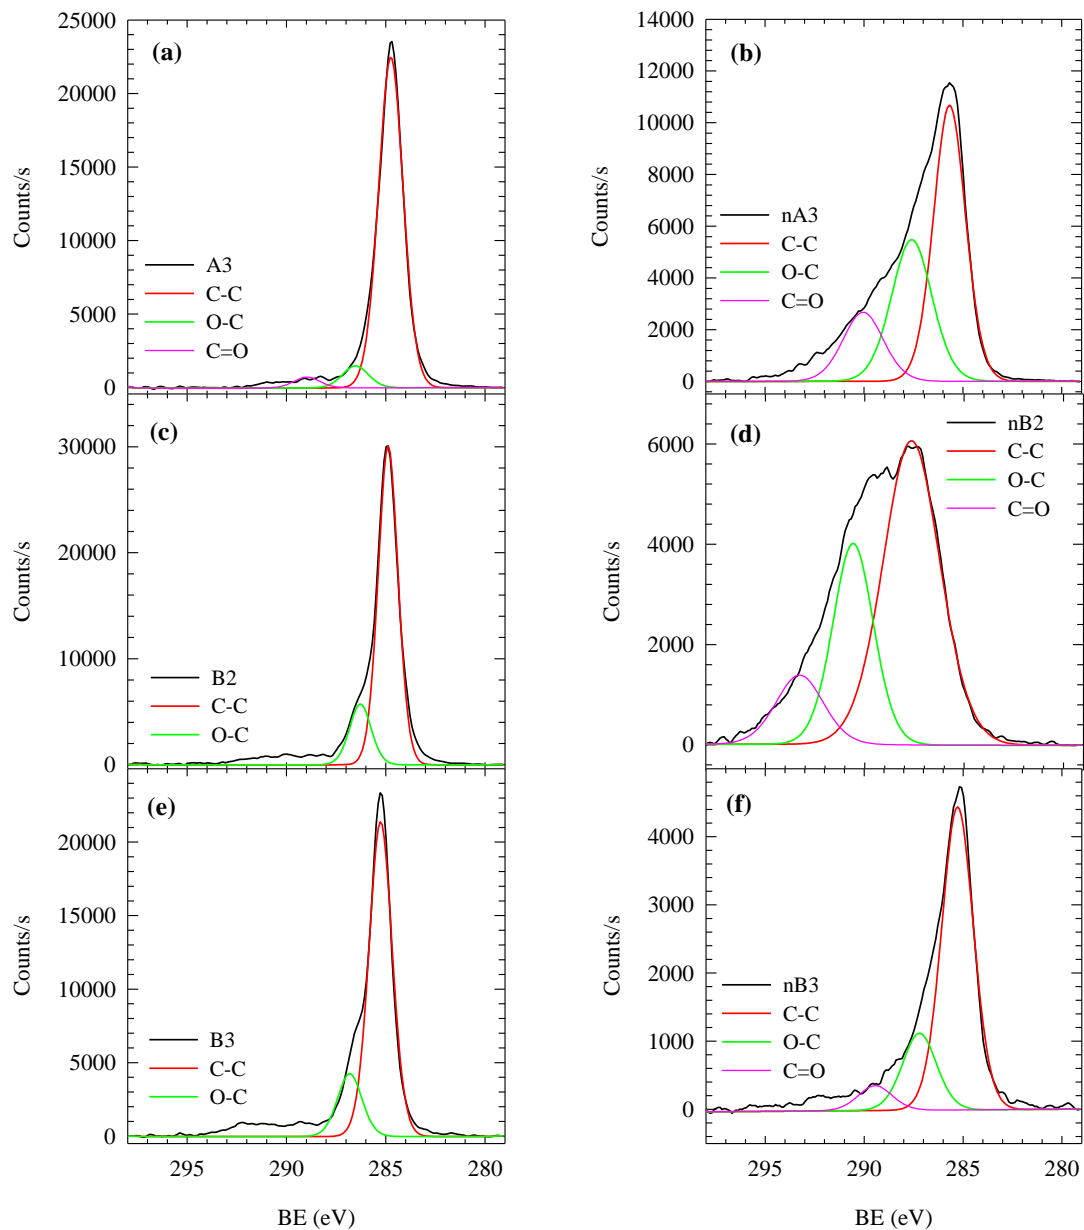 (a)
25000
20000
15000
10000
5000
0
Counts/s
A3
C-C
O-C
C=O
(b)
14000
12000
10000
8000
6000
4000
2000
0
Counts/s
nA3
C-C
O-C
C=O
(c)
30000
20000
10000
0
Counts/s
B2
C-C
O-C
(d)
6000
4000
2000
0
Counts/s
nB2
C-C
O-C
C=O
(e)
20000
15000
10000
5000
0
Counts/s
B3
C-C
O-C
295 290 285 280
BE (eV)
(f)
4000
3000
2000
1000
0
Counts/s
nB3
C-C
O-C
C=O
295 290 285 280
BE (eV)